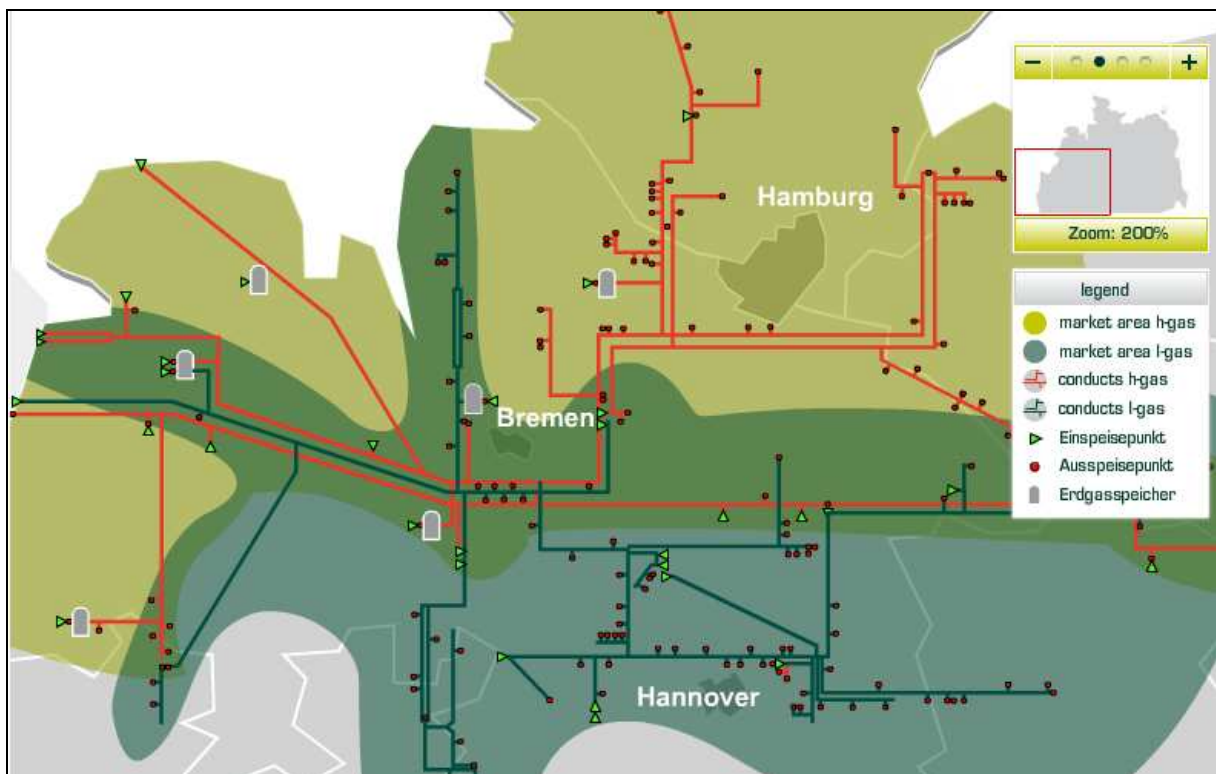 Hamburg
Bremen
Hannover
Zoom: 200%
legend
market area h-gas
market area l-gas
conducts h-gas
conducts l-gas
Einspeisepunkt
Ausspeisepunkt
Erdgasspeicher